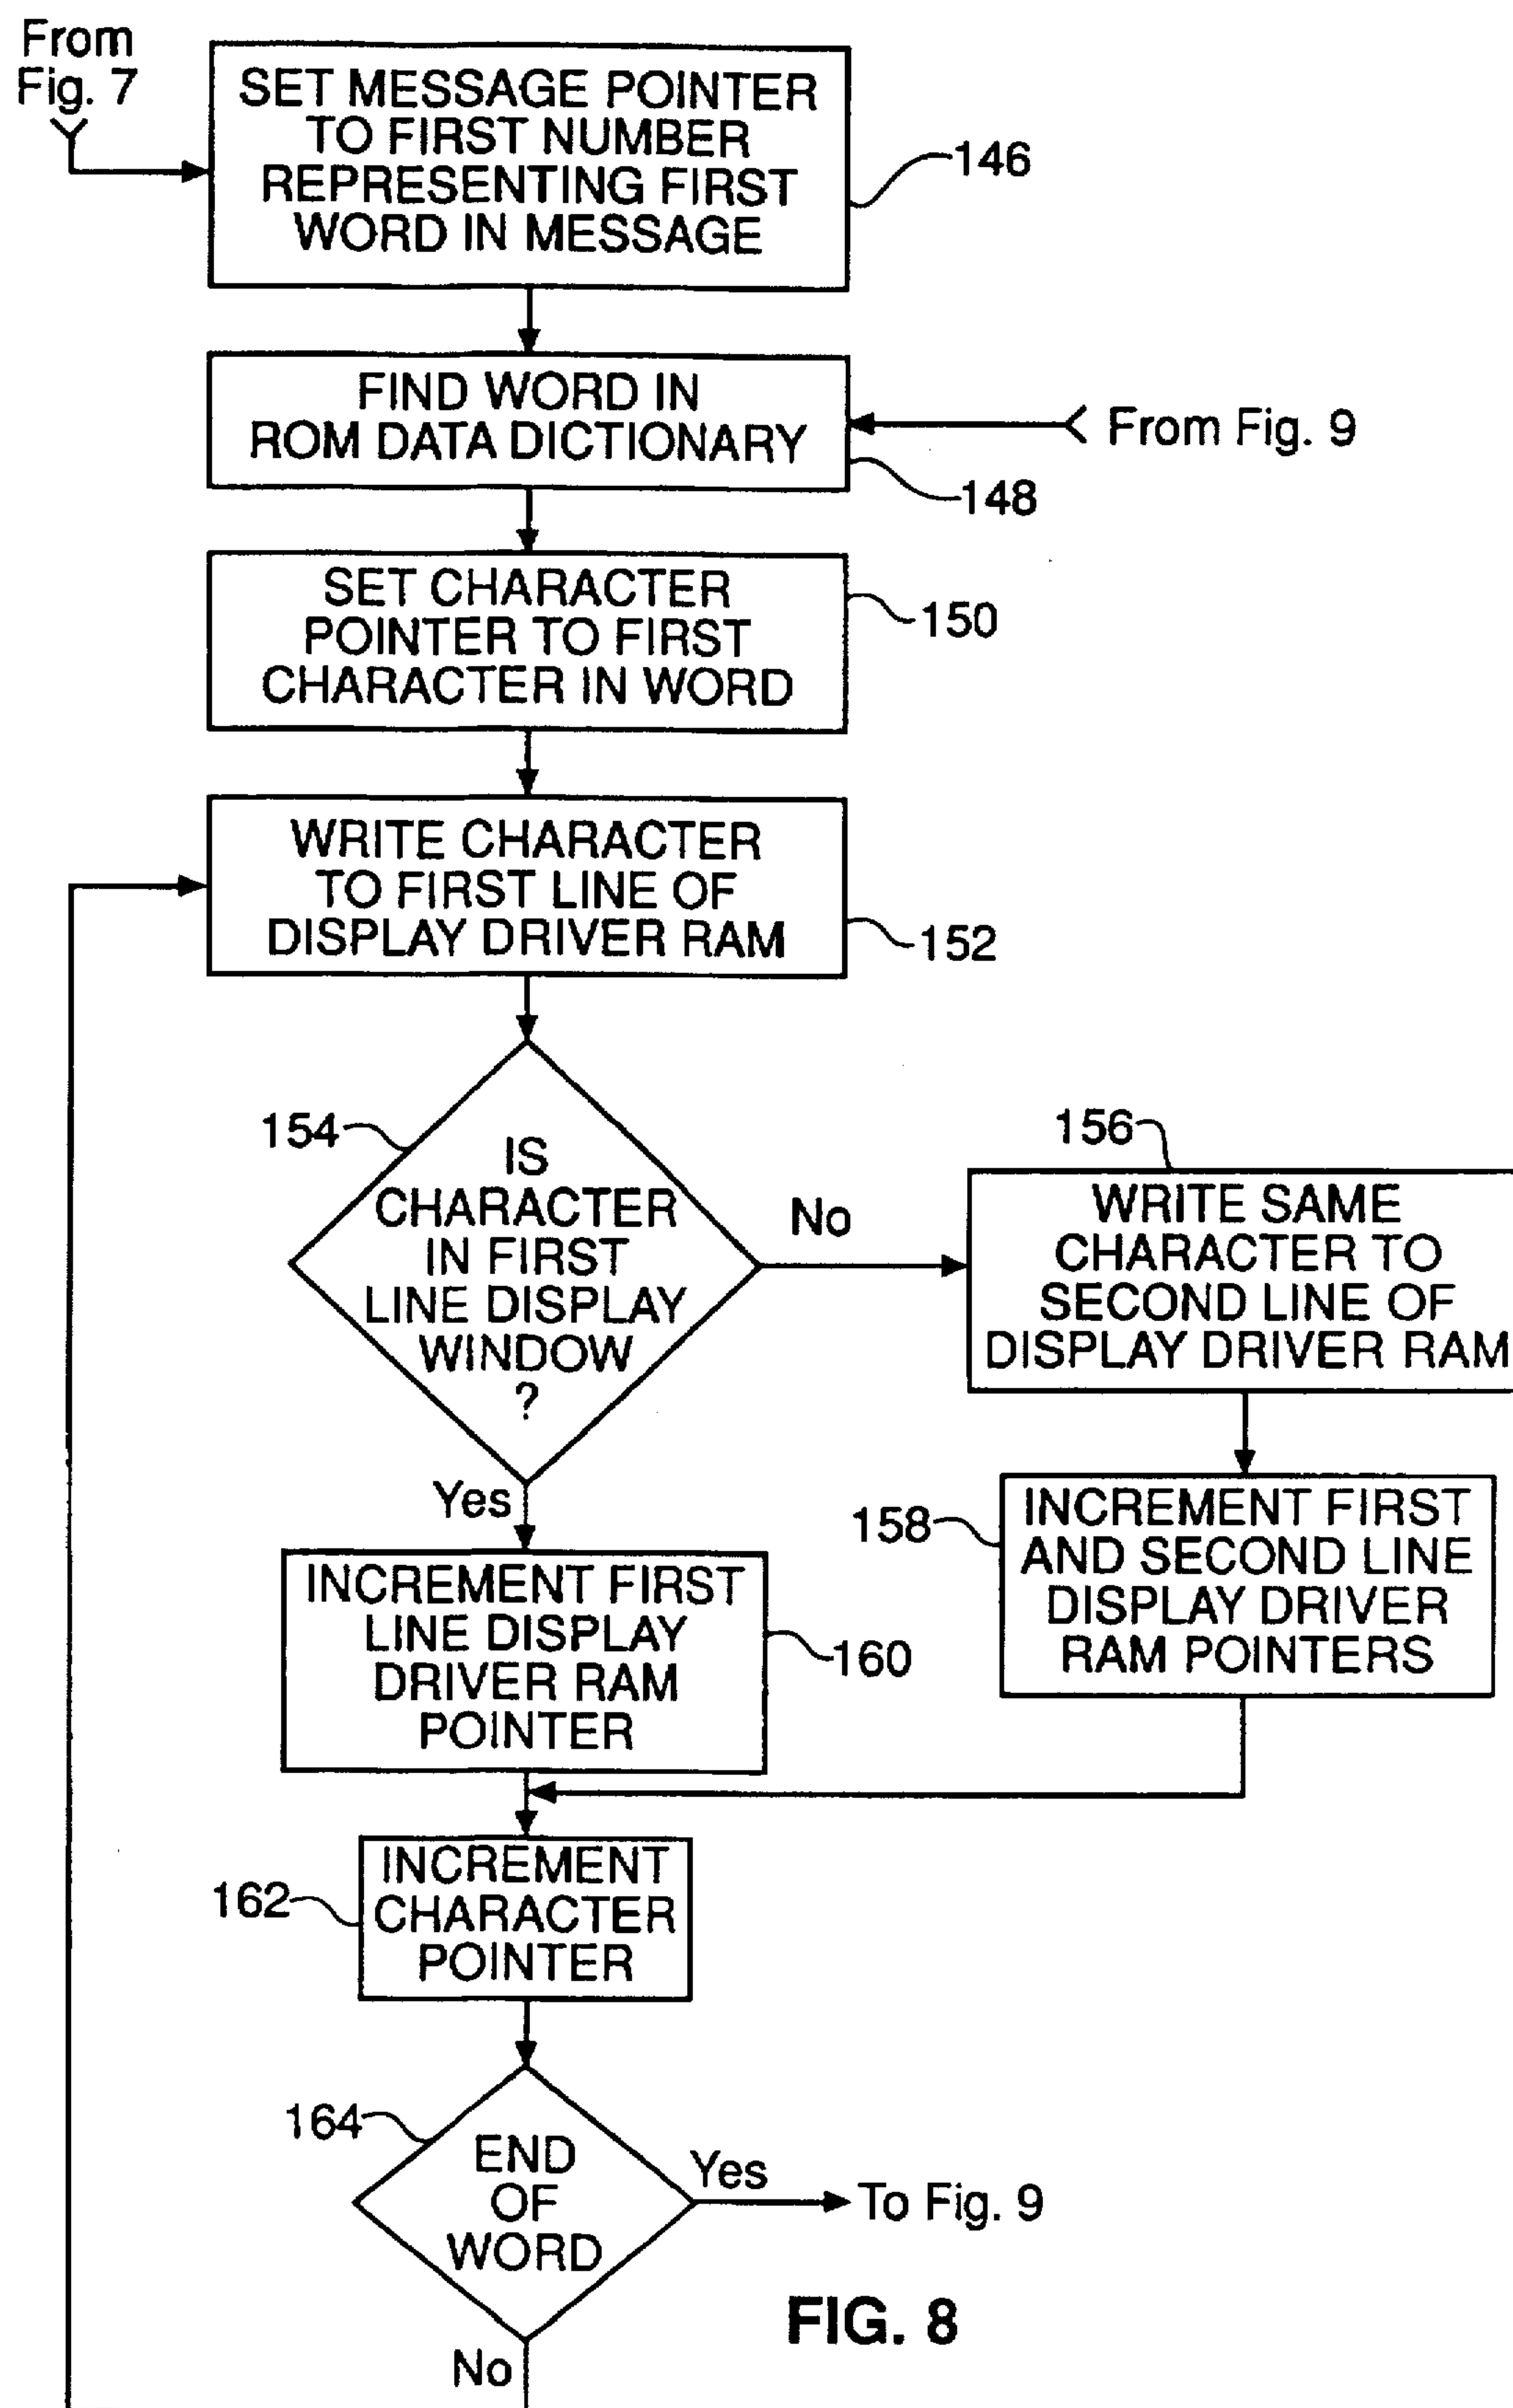 From
Fig. 7
SET MESSAGE POINTER
TO FIRST NUMBER
REPRESENTING FIRST
WORD IN MESSAGE
146
FIND WORD IN
ROM DATA DICTIONARY
From Fig. 9
148
SET CHARACTER
POINTER TO FIRST
CHARACTER IN WORD
150
WRITE CHARACTER
TO FIRST LINE OF
DISPLAY DRIVER RAM
152
154
IS
CHARACTER
IN FIRST
LINE DISPLAY
WINDOW
?
No
156
WRITE SAME
CHARACTER TO
SECOND LINE OF
DISPLAY DRIVER RAM
Yes
158
INCREMENT FIRST
AND SECOND LINE
DISPLAY DRIVER
RAM POINTERS
INCREMENT FIRST
LINE DISPLAY
DRIVER RAM
POINTER
160
162
INCREMENT
CHARACTER
POINTER
164
END
OF
WORD
Yes
To Fig. 9
No
FIG. 8